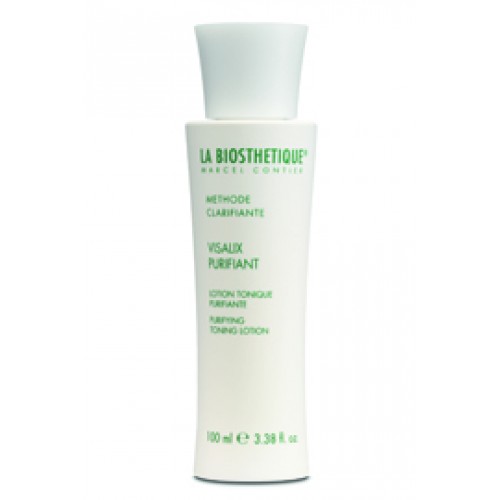 LA BIOSTHETIQUE®
MARCEL CONTIER
METHODE
CLARIFIANTE
VISALIX
PURIFIANT
LOTION TONIQUE
PURIFIANTE
PURIFYING
TONING LOTION
100 ml ℮ 3.38 fl. oz.